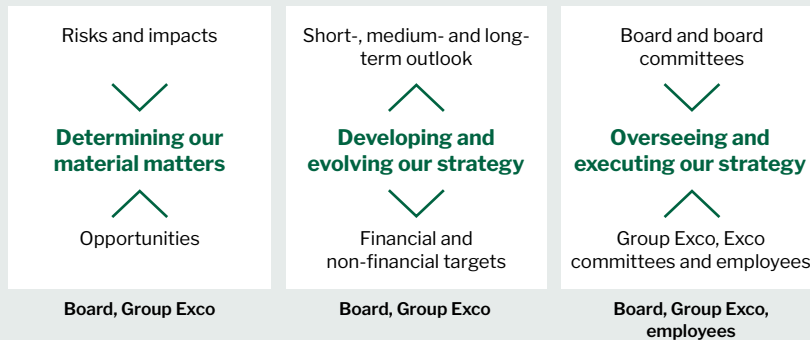 Risks and impacts
Determining our
material matters
Opportunities
Board, Group Exco
Short-, medium- and long-
term outlook
Developing and
evolving our strategy
Financial and
non-financial targets
Board, Group Exco
Board and board
committees
Overseeing and
executing our strategy
Group Exco, Exco
committees and employees
Board, Group Exco,
employees